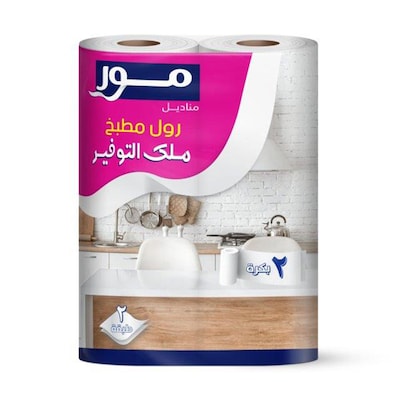 مور
مناديل
رول مطبخ
ملك التوفير
٢ بكرة
٢
طبقة